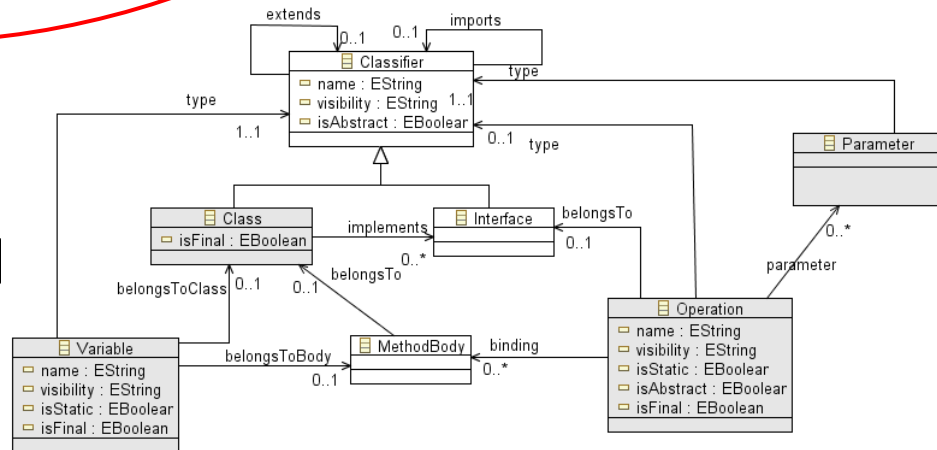 extends
imports
0..1
0..1
Classifier
name : EString
visibility : EString
isAbstract : EBoolear
type
1..1
type
1..1
0..1
type
Parameter
Class
isFinal : EBoolean
implements
0..*
Interface
belongsTo
0..1
0..*
parameter
belongsToClass
0..1
0..1
belongsTo
Operation
name : EString
visibility : EString
isStatic : EBoolear
isAbstract : EBoolear
isFinal : EBoolean
Variable
name : EString
visibility : EString
isStatic : EBoolear
isFinal : EBoolean
belongsToBody
0..1
MethodBody
binding
0..*